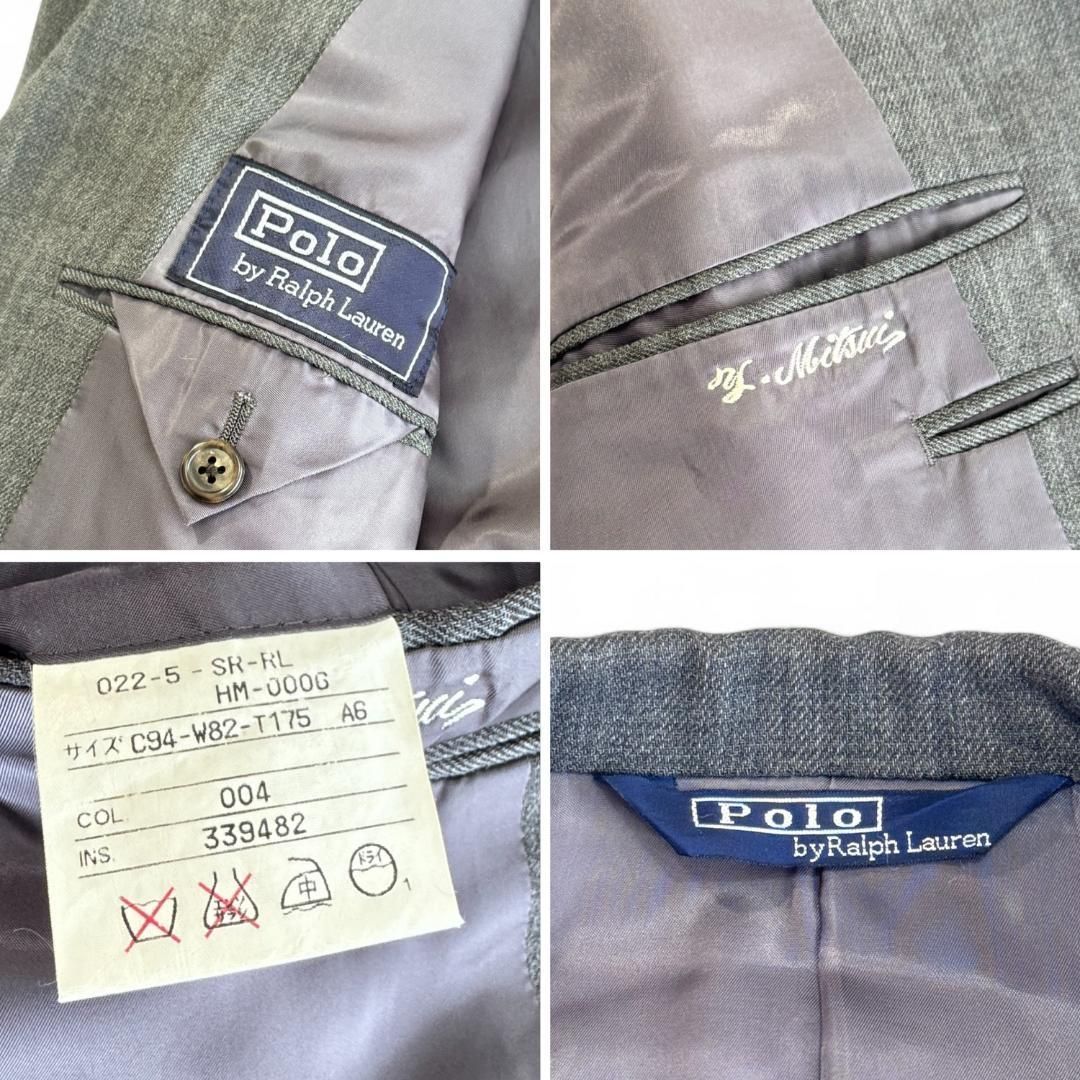 Polo
by Ralph Lauren
Mitsui
022-5-SR-RL
HM-0006
サイズ C94-W82-T175 A6
COL. 004
INS. 339482
中
ドライ
1
Polo
by Ralph Lauren